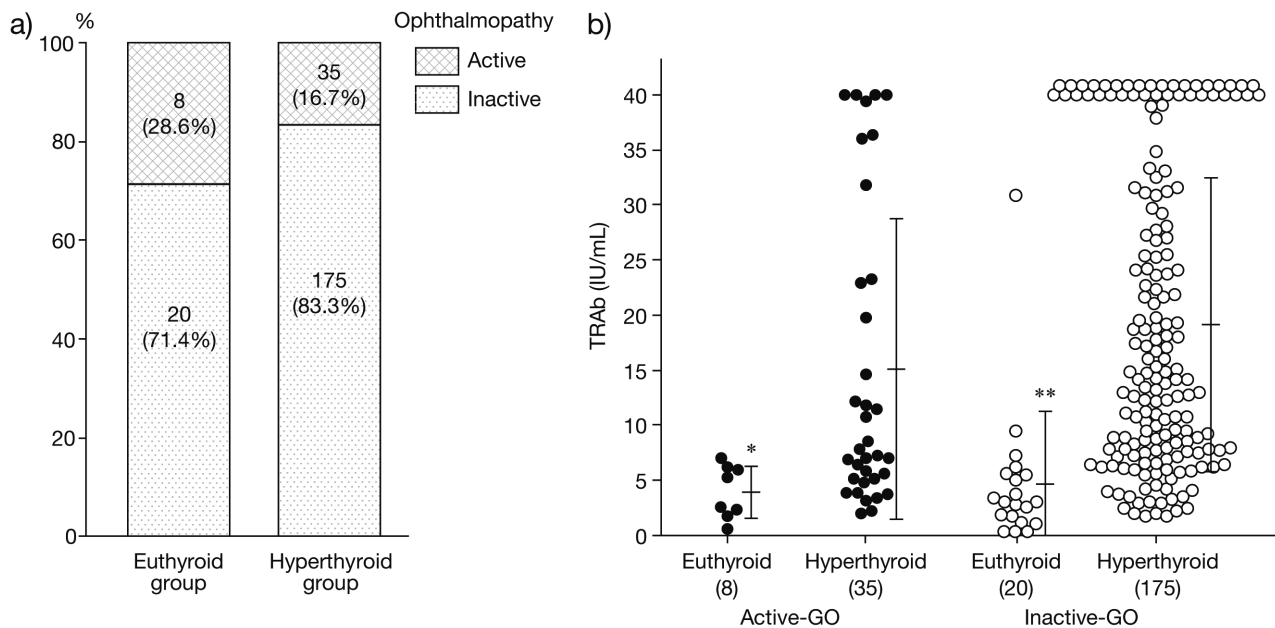 a)
%
Ophthalmopathy
Active
Inactive
100
80
60
40
20
0
8
(28.6%)
20
(71.4%)
35
(16.7%)
175
(83.3%)
Euthyroid
group
Hyperthyroid
group
b)
TRAb (IU/mL)
40
35
30
25
20
15
10
5
0
*
**
Euthyroid
(8)
Hyperthyroid
(35)
Euthyroid
(20)
Hyperthyroid
(175)
Active-GO
Inactive-GO